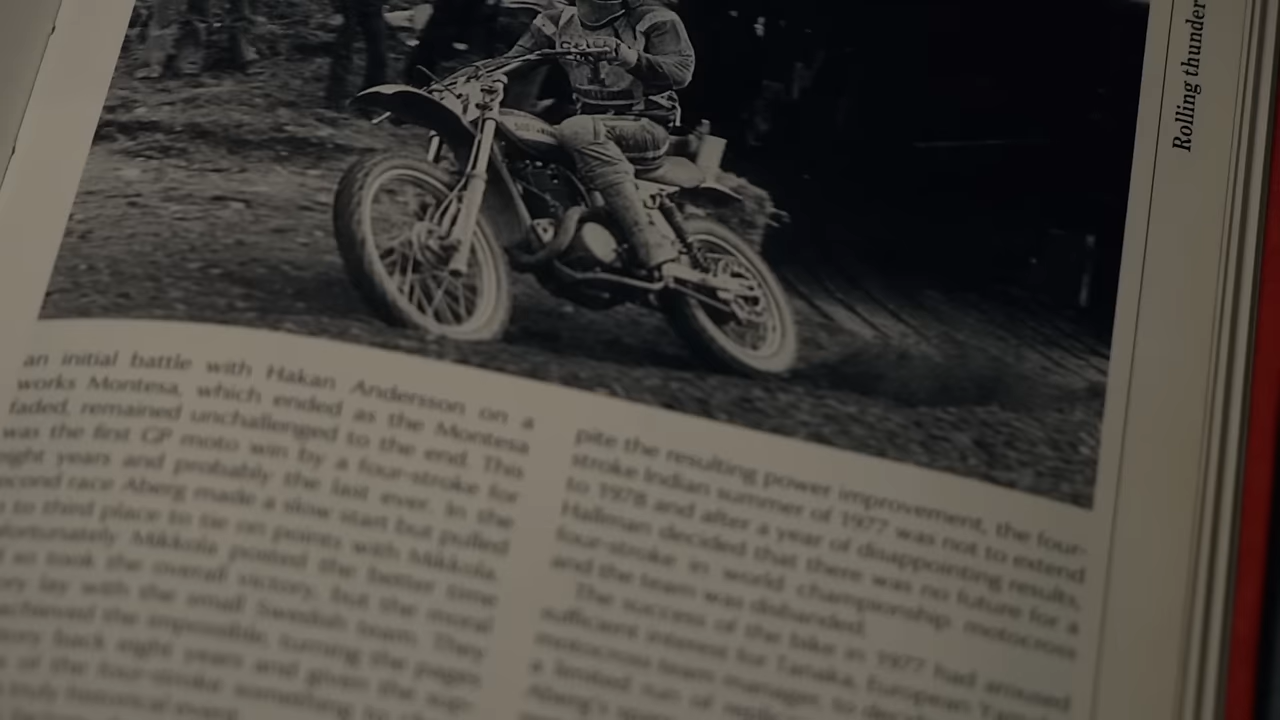 Rolling thunder
an initial battle with Hakan Andersson on a
works Montesa, which ended as the Montesa
faded, remained unchallenged to the end. This
was the first GP moto win by a four-stroke for
eight years and probably the last ever. In the
second race Aberg made a slow start but pulled
to third place to tie on points with Mikkola.
Mikkola posted the better time
so took the overall victory, but the moral
lay with the small Swedish team. They
achieved the impossible, turning the pages
back eight years and given the
of the four-stroke something to
truly historical
pite the resulting power improvement, the four-
stroke Indian summer of 1977 was not to extend
to 1978 and after a year of disappointing results,
Hallman decided that there was no future for a
four-stroke in world championship motocross
and the team was disbanded.
The success of the bike in 1977 had aroused
sufficient interest for Tanaka, European
motocross team manager, to
a limited run of
Aberg's